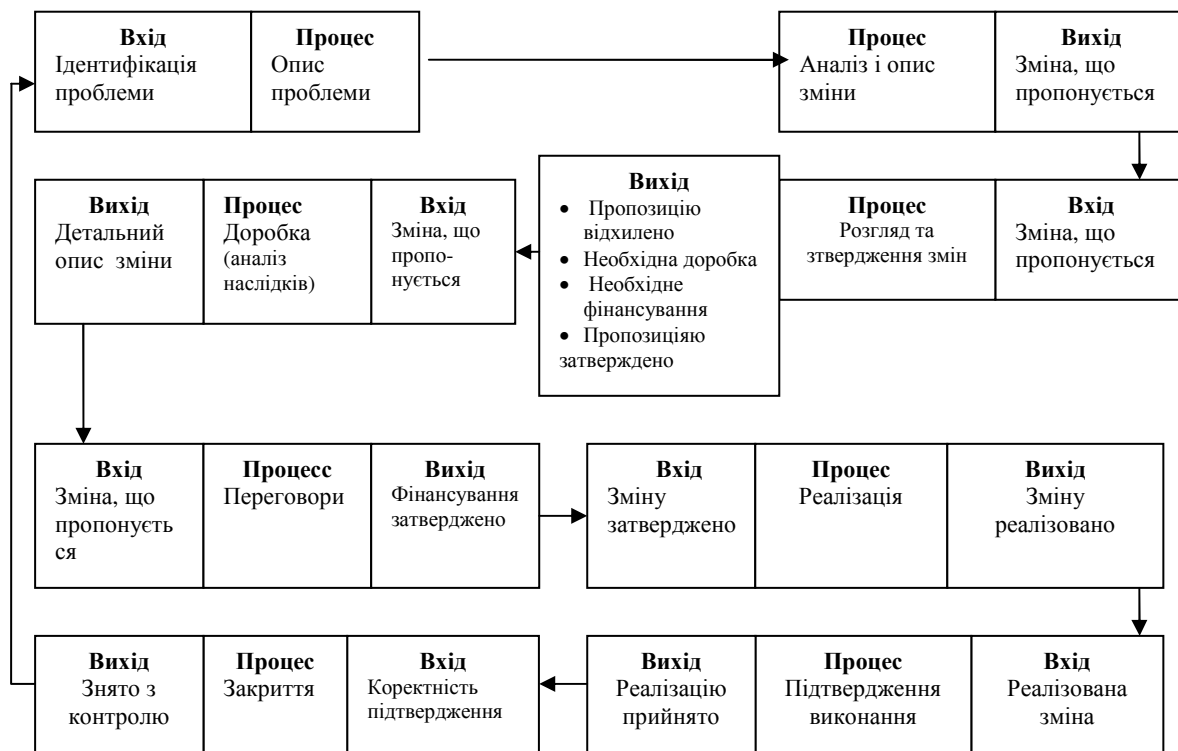 Вхід
Ідентифікація
проблеми
Процес
Опис
проблеми
Процес
Аналіз і опис
зміни
Вихід
Зміна, що
пропонується
Вихід
Детальний
опис зміни
Процес
Доробка
(аналіз
наслідків)
Вхід
Зміна, що
пропо-
нується
Вихід
• Пропозицію
відхилено
• Необхідна доробка
• Необхідне
фінансування
• Пропозиціяю
затверждено
Процес
Розгляд та
зтвердження змін
Вхід
Зміна, що
пропонується
Вхід
Зміна, що
пропонуєть
ся
Процесс
Переговори
Вихід
Фінансування
затверджено
Вхід
Зміну
затверджено
Процес
Реалізація
Вихід
Зміну
реалізовано
Вихід
Знято з
контролю
Процес
Закриття
Вхід
Коректність
підтвердження
Вихід
Реалізацію
прийнято
Процес
Підтвердження
виконання
Вхід
Реалізована
зміна